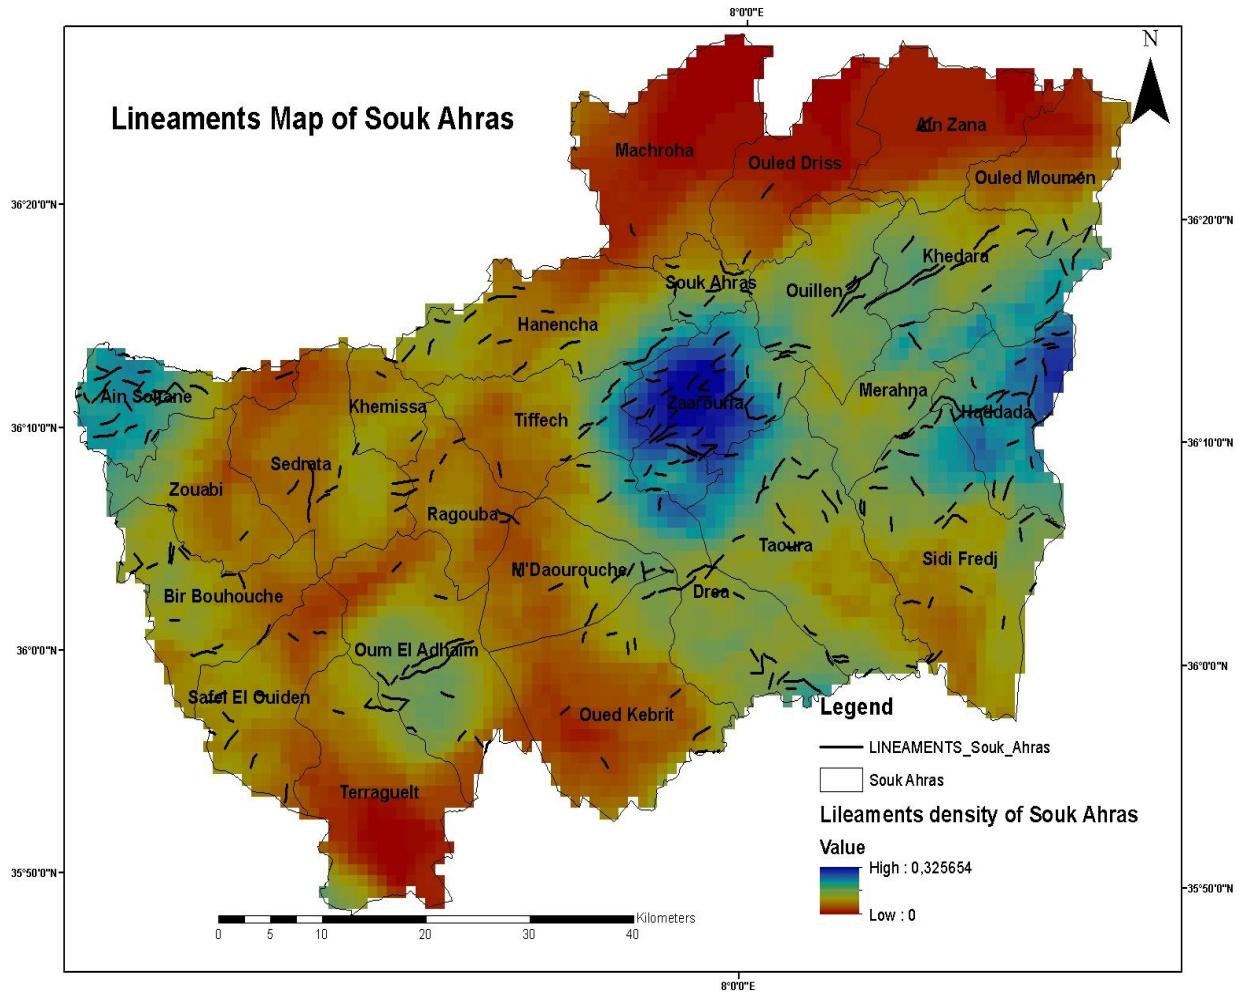 8°0'0"E
N
Lineaments Map of Souk Ahras
Ain Zana
Machroha
Ouled Driss
Ouled Moumen
36°20'0"N
36°20'0"N
Khedara
Souk Ahras
Ouillen
Hanencha
Ain Soltane
Khemissa
Merahna
Zaarouria
Haddada
Tiffech
36°10'0"N
36°10'0"N
Sedrata
Zouabi
Ragouba
Taoura
Sidi Fredj
M'Daourouche
Drea
Bir Bouhouche
36°0'0"N
Oum El Adhaim
36°0'0"N
Safel El Ouiden
Oued Kebrit
Legend
LINEAMENTS_Souk_Ahras
Souk Ahras
Terraguelt
Lileaments density of Souk Ahras
Value
High : 0,325654
Low : 0
35°50'0"N
35°50'0"N
Kilometers
0 5 10 20 30 40
8°0'0"E